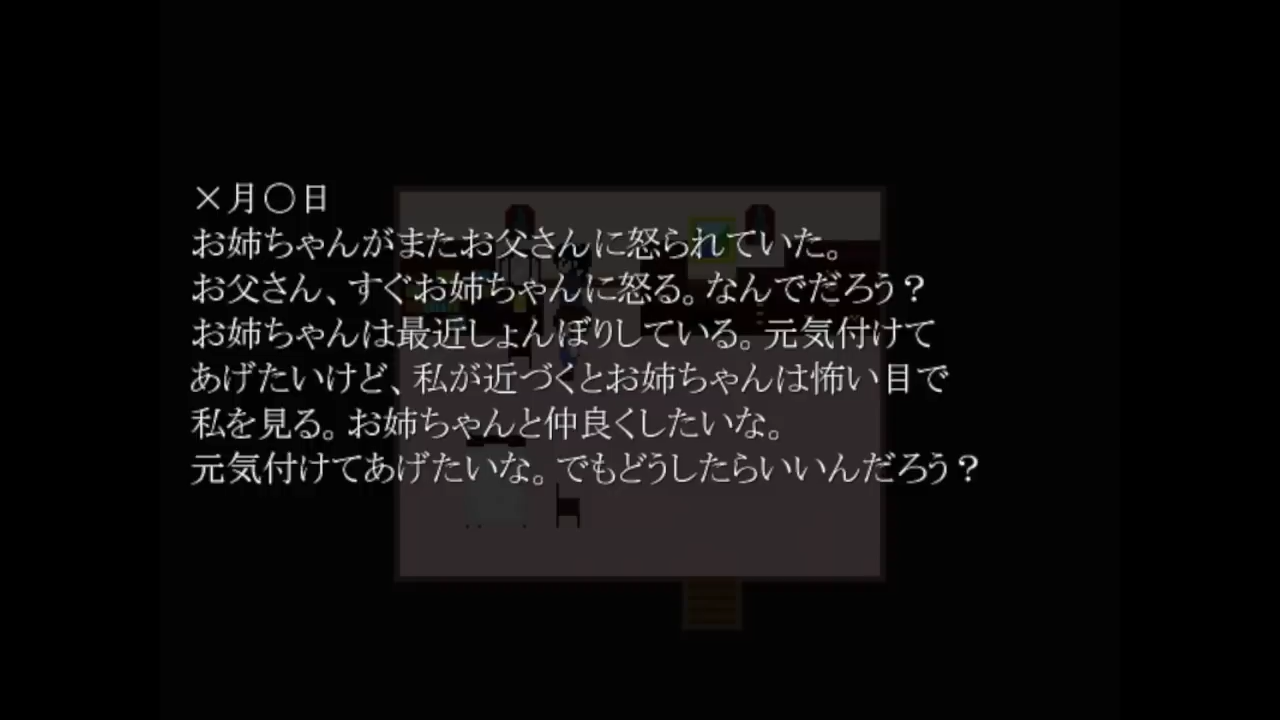 ×月〇日
お姉ちゃんがまたお父さんに怒られていた。
お父さん、すぐお姉ちゃんに怒る。なんでだろう？
お姉ちゃんは最近しょんぼりしている。元気付けて
あげたいけど、私が近づくとお姉ちゃんは怖い目で
私を見る。お姉ちゃんと仲良くしたいな。
元気付けてあげたいな。でもどうしたらいいんだろう？